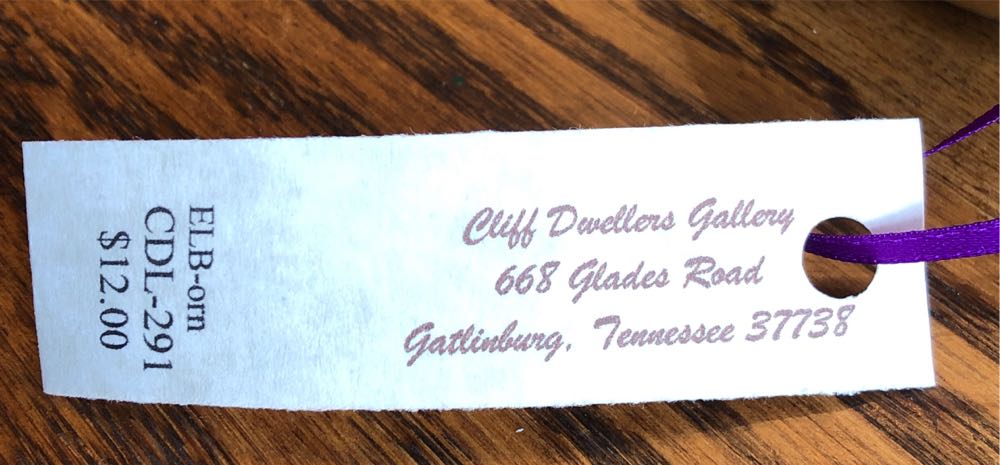 Cliff Dwellers Gallery
668 Glades Road
Gatlinburg, Tennessee 37738
ELB-orn
CDL-291
$12.00